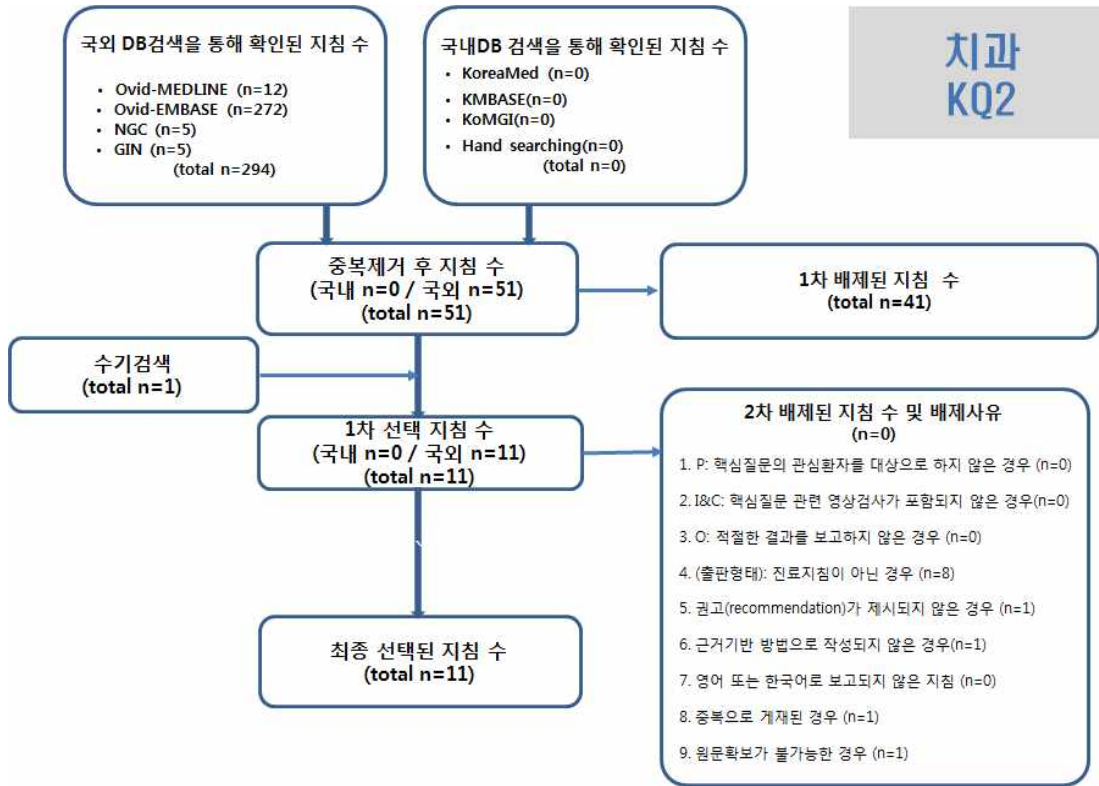 국외 DB검색을 통해 확인된 지침 수
• Ovid-MEDLINE (n=12)
• Ovid-EMBASE (n=272)
• NGC (n=5)
• GIN (n=5)
(total n=294)
국내DB 검색을 통해 확인된 지침 수
• KoreaMed (n=0)
• KMBASE(n=0)
• KoMGI(n=0)
• Hand searching(n=0)
(total n=0)
치과
KQ2
중복제거 후 지침 수
(국내 n=0 / 국외 n=51)
(total n=51)
1차 배제된 지침 수
(total n=41)
수기검색
(total n=1)
1차 선택 지침 수
(국내 n=0 / 국외 n=11)
(total n=11)
2차 배제된 지침 수 및 배제사유
(n=0)
1. P: 핵심질문의 관심환자를 대상으로 하지 않은 경우 (n=0)
2. I&C: 핵심질문 관련 영상검사가 포함되지 않은 경우(n=0)
3. O: 적절한 결과를 보고하지 않은 경우 (n=0)
4. (출판형태): 진료지침이 아닌 경우 (n=8)
5. 권고(recommendation)가 제시되지 않은 경우 (n=1)
6. 근거기반 방법으로 작성되지 않은 경우(n=1)
7. 영어 또는 한국어로 보고되지 않은 지침 (n=0)
8. 중복으로 게재된 경우 (n=1)
9. 원문확보가 불가능한 경우 (n=1)
최종 선택된 지침 수
(total n=11)